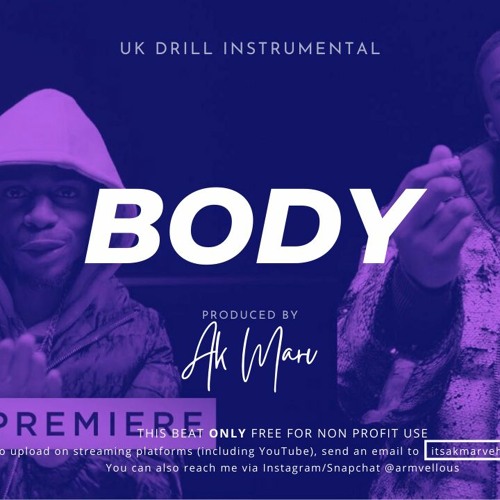 UK DRILL INSTRUMENTAL
BODY
PRODUCED BY
Ak Marv
PREMIERE
THIS BEAT ONLY FREE FOR NON PROFIT USE
o upload on streaming platforms (including YouTube), send an email to itsakmarvel
You can also reach me via Instagram/Snapchat @armvellous